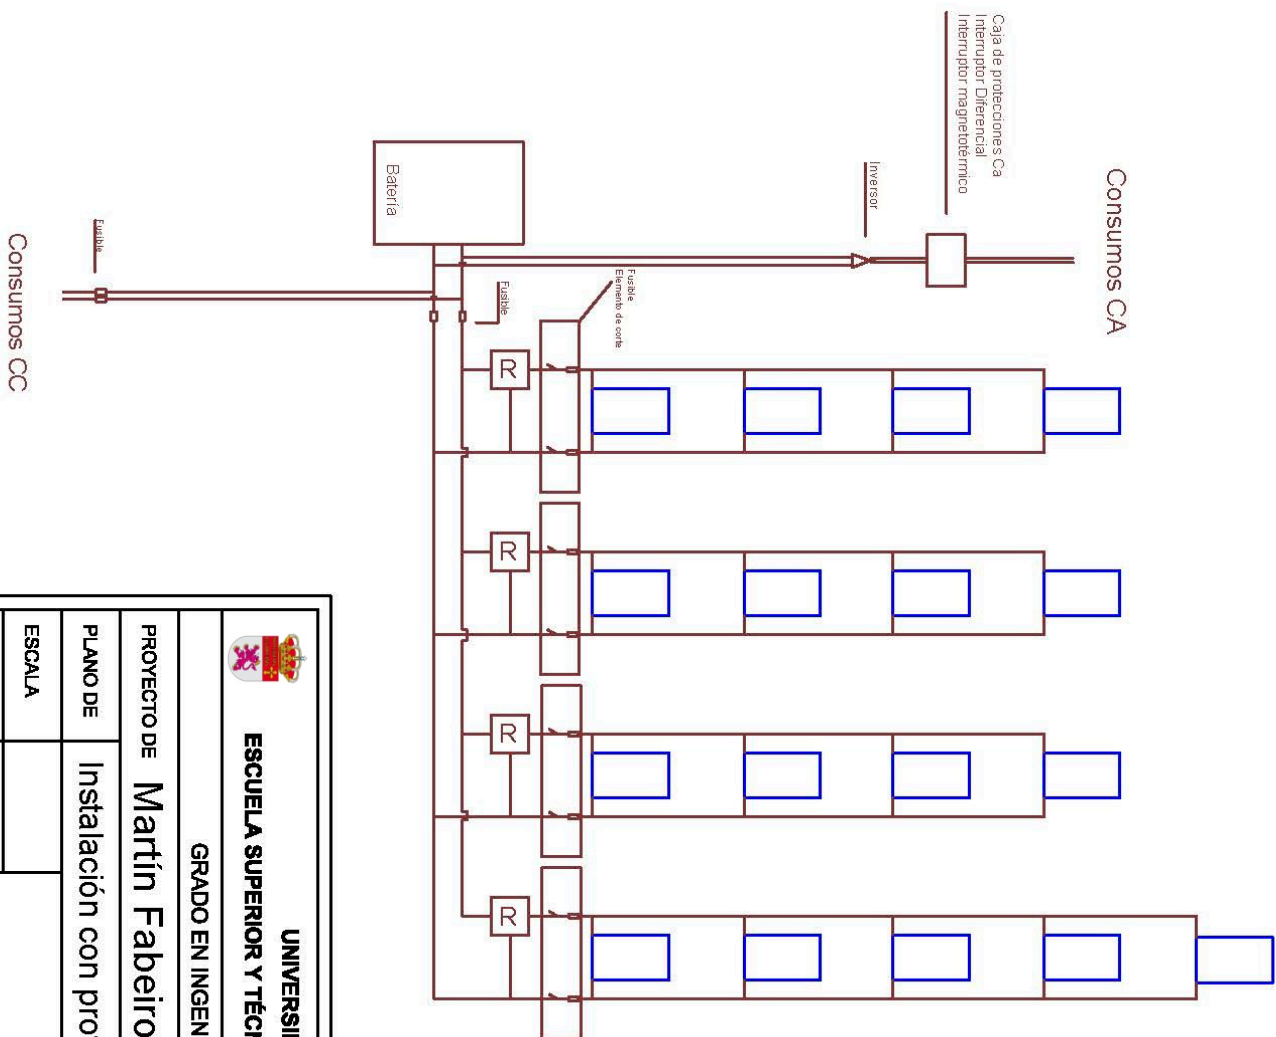 Consumos CA
Caja de protecciones Ca
Interruptor Diferencial
Interruptor magnetotérmico
Inversor
Fusible
Elemento de corte
Fusible
Batería
Fusible
Consumos CC
R
R
R
R
UNIVERSI
ESCUELA SUPERIOR Y TÉC
GRADO EN INGEN
PROYECTO DE Martín Fabeiro
PLANO DE Instalación con pro
ESCALA